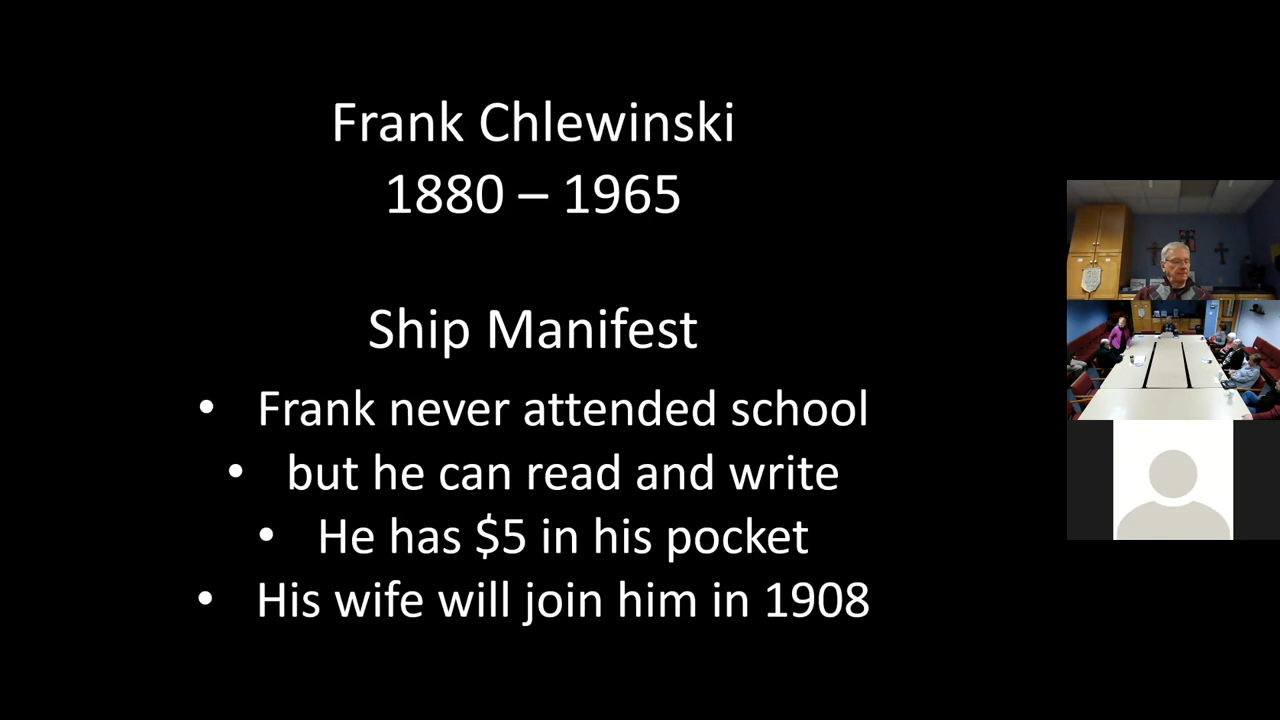 Frank Chlewinski
1880 – 1965
Ship Manifest
• Frank never attended school
• but he can read and write
• He has $5 in his pocket
• His wife will join him in 1908